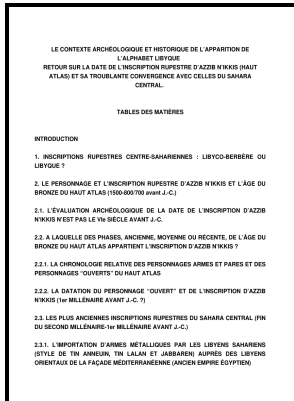 LE CONTEXTE ARCHÉOLOGIQUE ET HISTORIQUE DE L'APPARITION DE
L'ALPHABET LIBYQUE
RETOUR SUR LA DATE DE L'INSCRIPTION RUPESTRE D'AZZIB N'IKKIS (HAUT
ATLAS) ET SA TROUBLANTE CONVERGENCE AVEC CELLES DU SAHARA
CENTRAL.
TABLES DES MATIÈRES
INTRODUCTION
1. INSCRIPTIONS RUPESTRES CENTRE-SAHARIENNES : LIBYCO-BERBÈRE OU
LIBYQUE ?
2. LE PERSONNAGE ET L'INSCRIPTION RUPESTRE D'AZZIB N'IKKIS ET L'ÂGE DU
BRONZE DU HAUT ATLAS (1500-800/700 avant J.-C.)
2.1. L'ÉVALUATION ARCHÉOLOGIQUE DE LA DATE DE L'INSCRIPTION D'AZZIB
N'IKKIS N'EST PAS LE VIe SIÈCLE AVANT J.-C.
2.2. A LAQUELLE DES PHASES, ANCIENNE, MOYENNE OU RÉCENTE, DE L'ÂGE DU
BRONZE DU HAUT ATLAS APPARTIENT L'INSCRIPTION D'AZZIB N'IKKIS ?
2.2.1. LA CHRONOLOGIE RELATIVE DES PERSONNAGES ARMES ET PARES ET DES
PERSONNAGES "OUVERTS" DU HAUT ATLAS
2.2.2. LA DATATION DU PERSONNAGE "OUVERT" ET DE L'INSCRIPTION D'AZZIB
N'IKKIS (1er MILLÉNAIRE AVANT J.-C. ?)
2.3. LES PLUS ANCIENNES INSCRIPTIONS RUPESTRES DU SAHARA CENTRAL (FIN
DU SECOND MILLÉNAIRE-1er MILLÉNAIRE AVANT J.-C.)
2.3.1. L'IMPORTATION D'ARMES MÉTALLIQUES PAR LES LIBYENS SAHARIENS
(STYLE DE TIN ANNEUIN, TIN LALAN ET JABBAREN) AUPRÈS DES LIBYENS
ORIENTAUX DE LA FAÇADE MÉDITERRANÉENNE (ANCIEN EMPIRE ÉGYPTIEN)